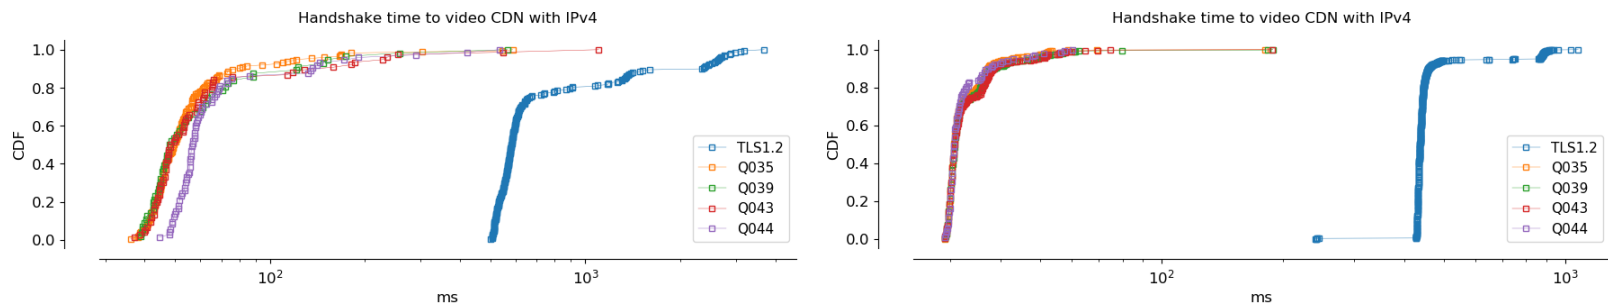 Handshake time to video CDN with IPv4
1.0
0.8
0.6
0.4
0.2
0.0
CDF
TLS1.2
Q035
Q039
Q043
Q044
10²
10³
ms
Handshake time to video CDN with IPv4
1.0
0.8
0.6
0.4
0.2
0.0
CDF
TLS1.2
Q035
Q039
Q043
Q044
10²
10³
ms